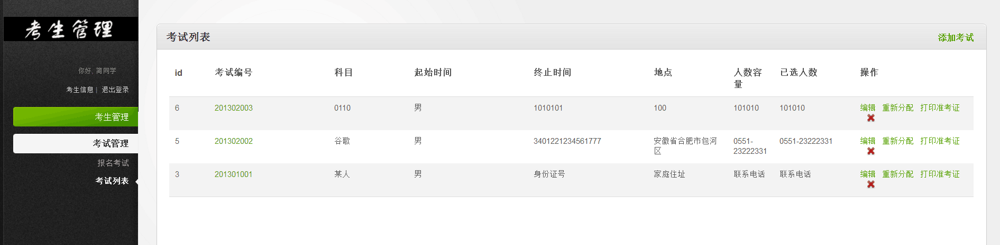 考生管理
你好, 简同学
考生信息 | 退出登录
考生管理
考试管理
报名考试
考试列表
考试列表 添加考试
id 考试编号 科目 起始时间 终止时间 地点 人数容 已选人数 操作
量
6 201302003 0110 男 1010101 100 101010 101010 编辑 重新分配 打印准考证
5 201302002 谷歌 男 3401221234561777 安徽省合肥市包河 0551- 0551-23222331 编辑 重新分配 打印准考证
区 23222331
3 201301001 某人 男 身份证号 家庭住址 联系电话 联系电话 编辑 重新分配 打印准考证